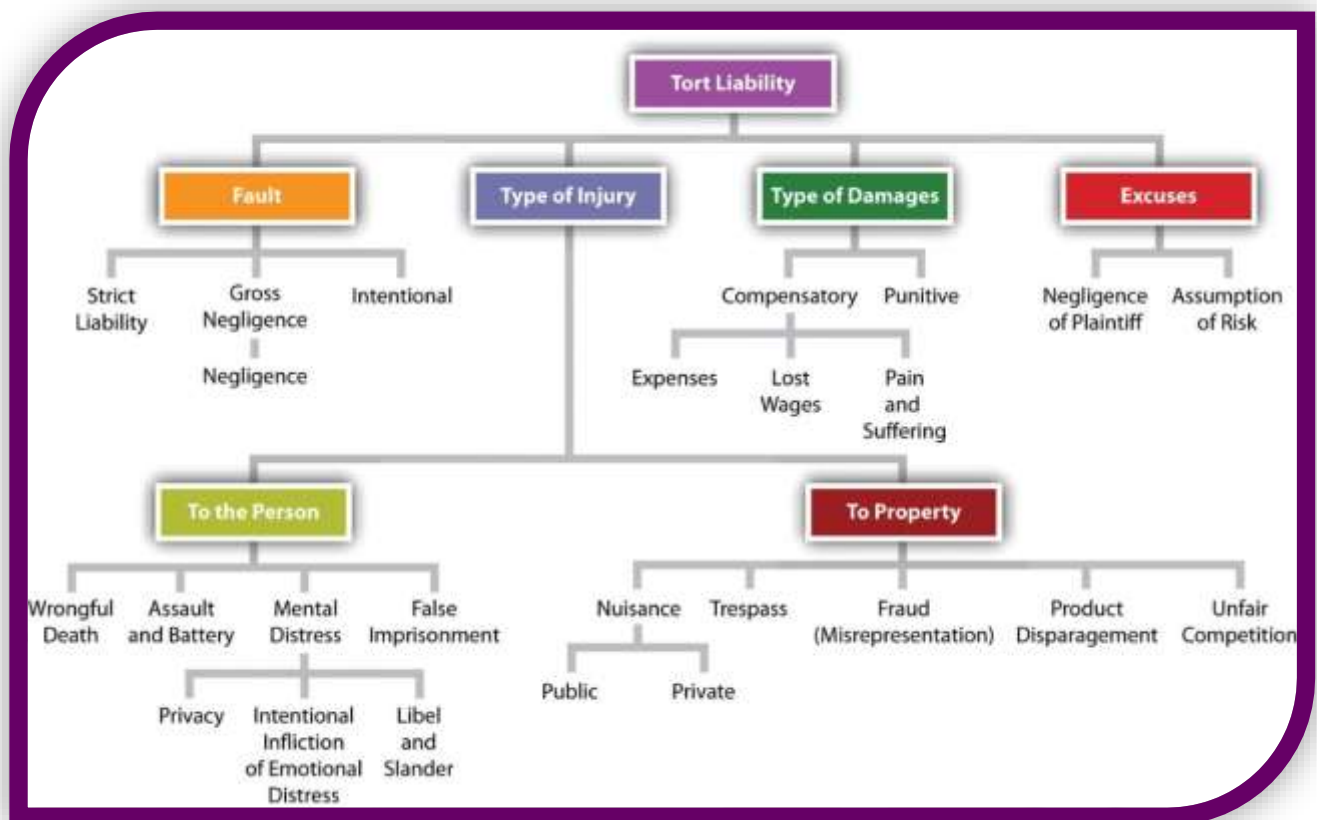 Tort Liability
Fault
Type of Injury
Type of Damages
Excuses
Strict
Liability
Gross
Negligence
Intentional
Negligence
Compensatory
Punitive
Negligence
of Plaintiff
Assumption
of Risk
Expenses
Lost
Wages
Pain
and
Suffering
To the Person
To Property
Wrongful
Death
Assault
and Battery
Mental
Distress
False
Imprisonment
Nuisance
Trespass
Fraud
(Misrepresentation)
Product
Disparagement
Unfair
Competition
Privacy
Intentional
Infliction
of Emotional
Distress
Libel
and
Slander
Public
Private